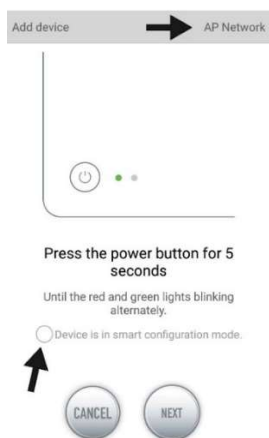 Add device AP Network
Press the power button for 5
seconds
Until the red and green lights blinking
alternately.
Device is in smart configuration mode.
CANCEL NEXT